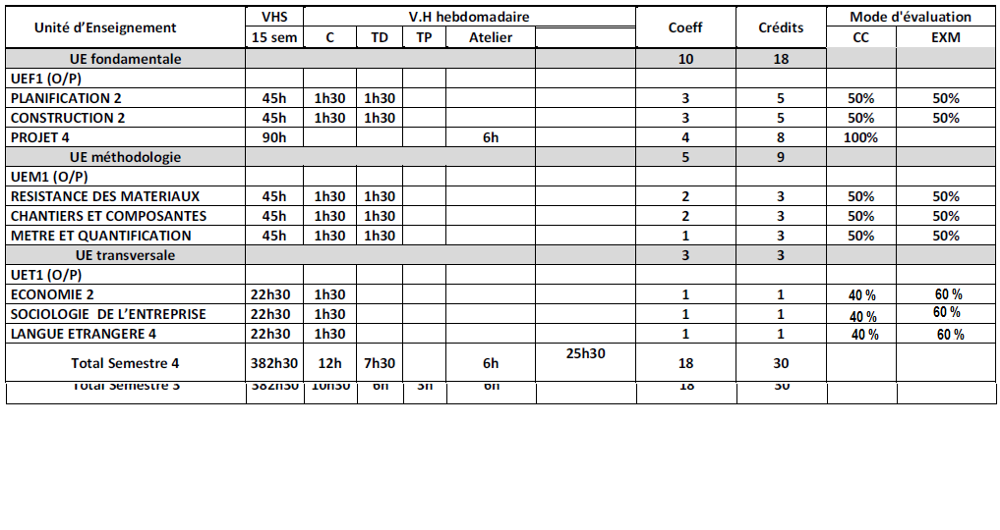 Unité d’Enseignement VHS V.H hebdomadaire Coeff Crédits Mode d'évaluation
15 sem C TD TP Atelier CC EXM
UE fondamentale 10 18
UEF1 (O/P)
PLANIFICATION 2 45h 1h30 1h30 3 5 50% 50%
CONSTRUCTION 2 45h 1h30 1h30 3 5 50% 50%
PROJET 4 90h 6h 4 8 100%
UE méthodologie 5 9
UEM1 (O/P)
RESISTANCE DES MATERIAUX 45h 1h30 1h30 2 3 50% 50%
CHANTIERS ET COMPOSANTES 45h 1h30 1h30 2 3 50% 50%
METRE ET QUANTIFICATION 45h 1h30 1h30 1 3 50% 50%
UE transversale 3 3
UET1 (O/P)
ECONOMIE 2 22h30 1h30 1 1 40 % 60 %
SOCIOLOGIE DE L’ENTREPRISE 22h30 1h30 1 1 40 % 60 %
LANGUE ETRANGERE 4 22h30 1h30 1 1 40 % 60 %
Total Semestre 4 382h30 12h 7h30 6h 25h30 18 30
Total Semestre 3 382h30 10h30 6h 3h 6h 18 30